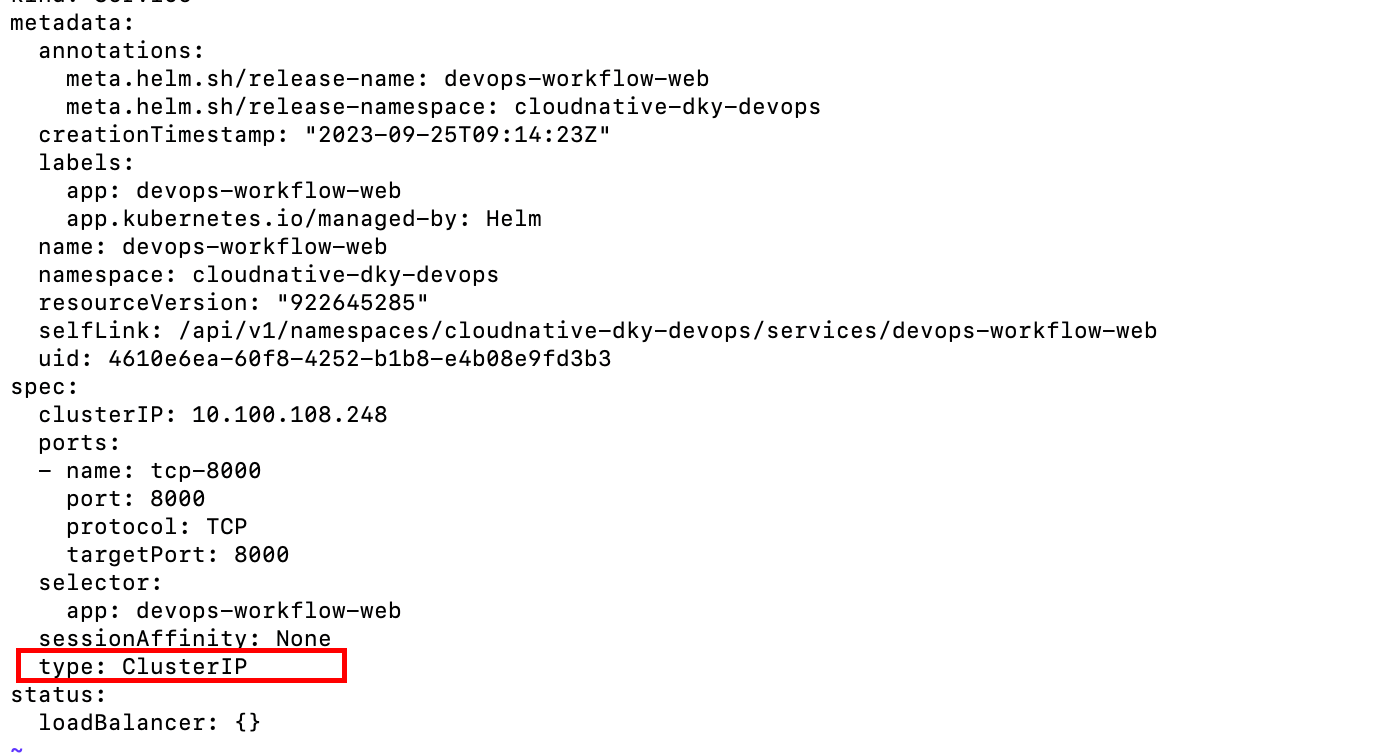 kind: Service
metadata:
  annotations:
    meta.helm.sh/release-name: devops-workflow-web
    meta.helm.sh/release-namespace: cloudnative-dky-devops
  creationTimestamp: "2023-09-25T09:14:23Z"
  labels:
    app: devops-workflow-web
    app.kubernetes.io/managed-by: Helm
  name: devops-workflow-web
  namespace: cloudnative-dky-devops
  resourceVersion: "922645285"
  selfLink: /api/v1/namespaces/cloudnative-dky-devops/services/devops-workflow-web
  uid: 4610e6ea-60f8-4252-b1b8-e4b08e9fd3b3
spec:
  clusterIP: 10.100.108.248
  ports:
  - name: tcp-8000
    port: 8000
    protocol: TCP
    targetPort: 8000
  selector:
    app: devops-workflow-web
  sessionAffinity: None
  type: ClusterIP
status:
  loadBalancer: {}
~